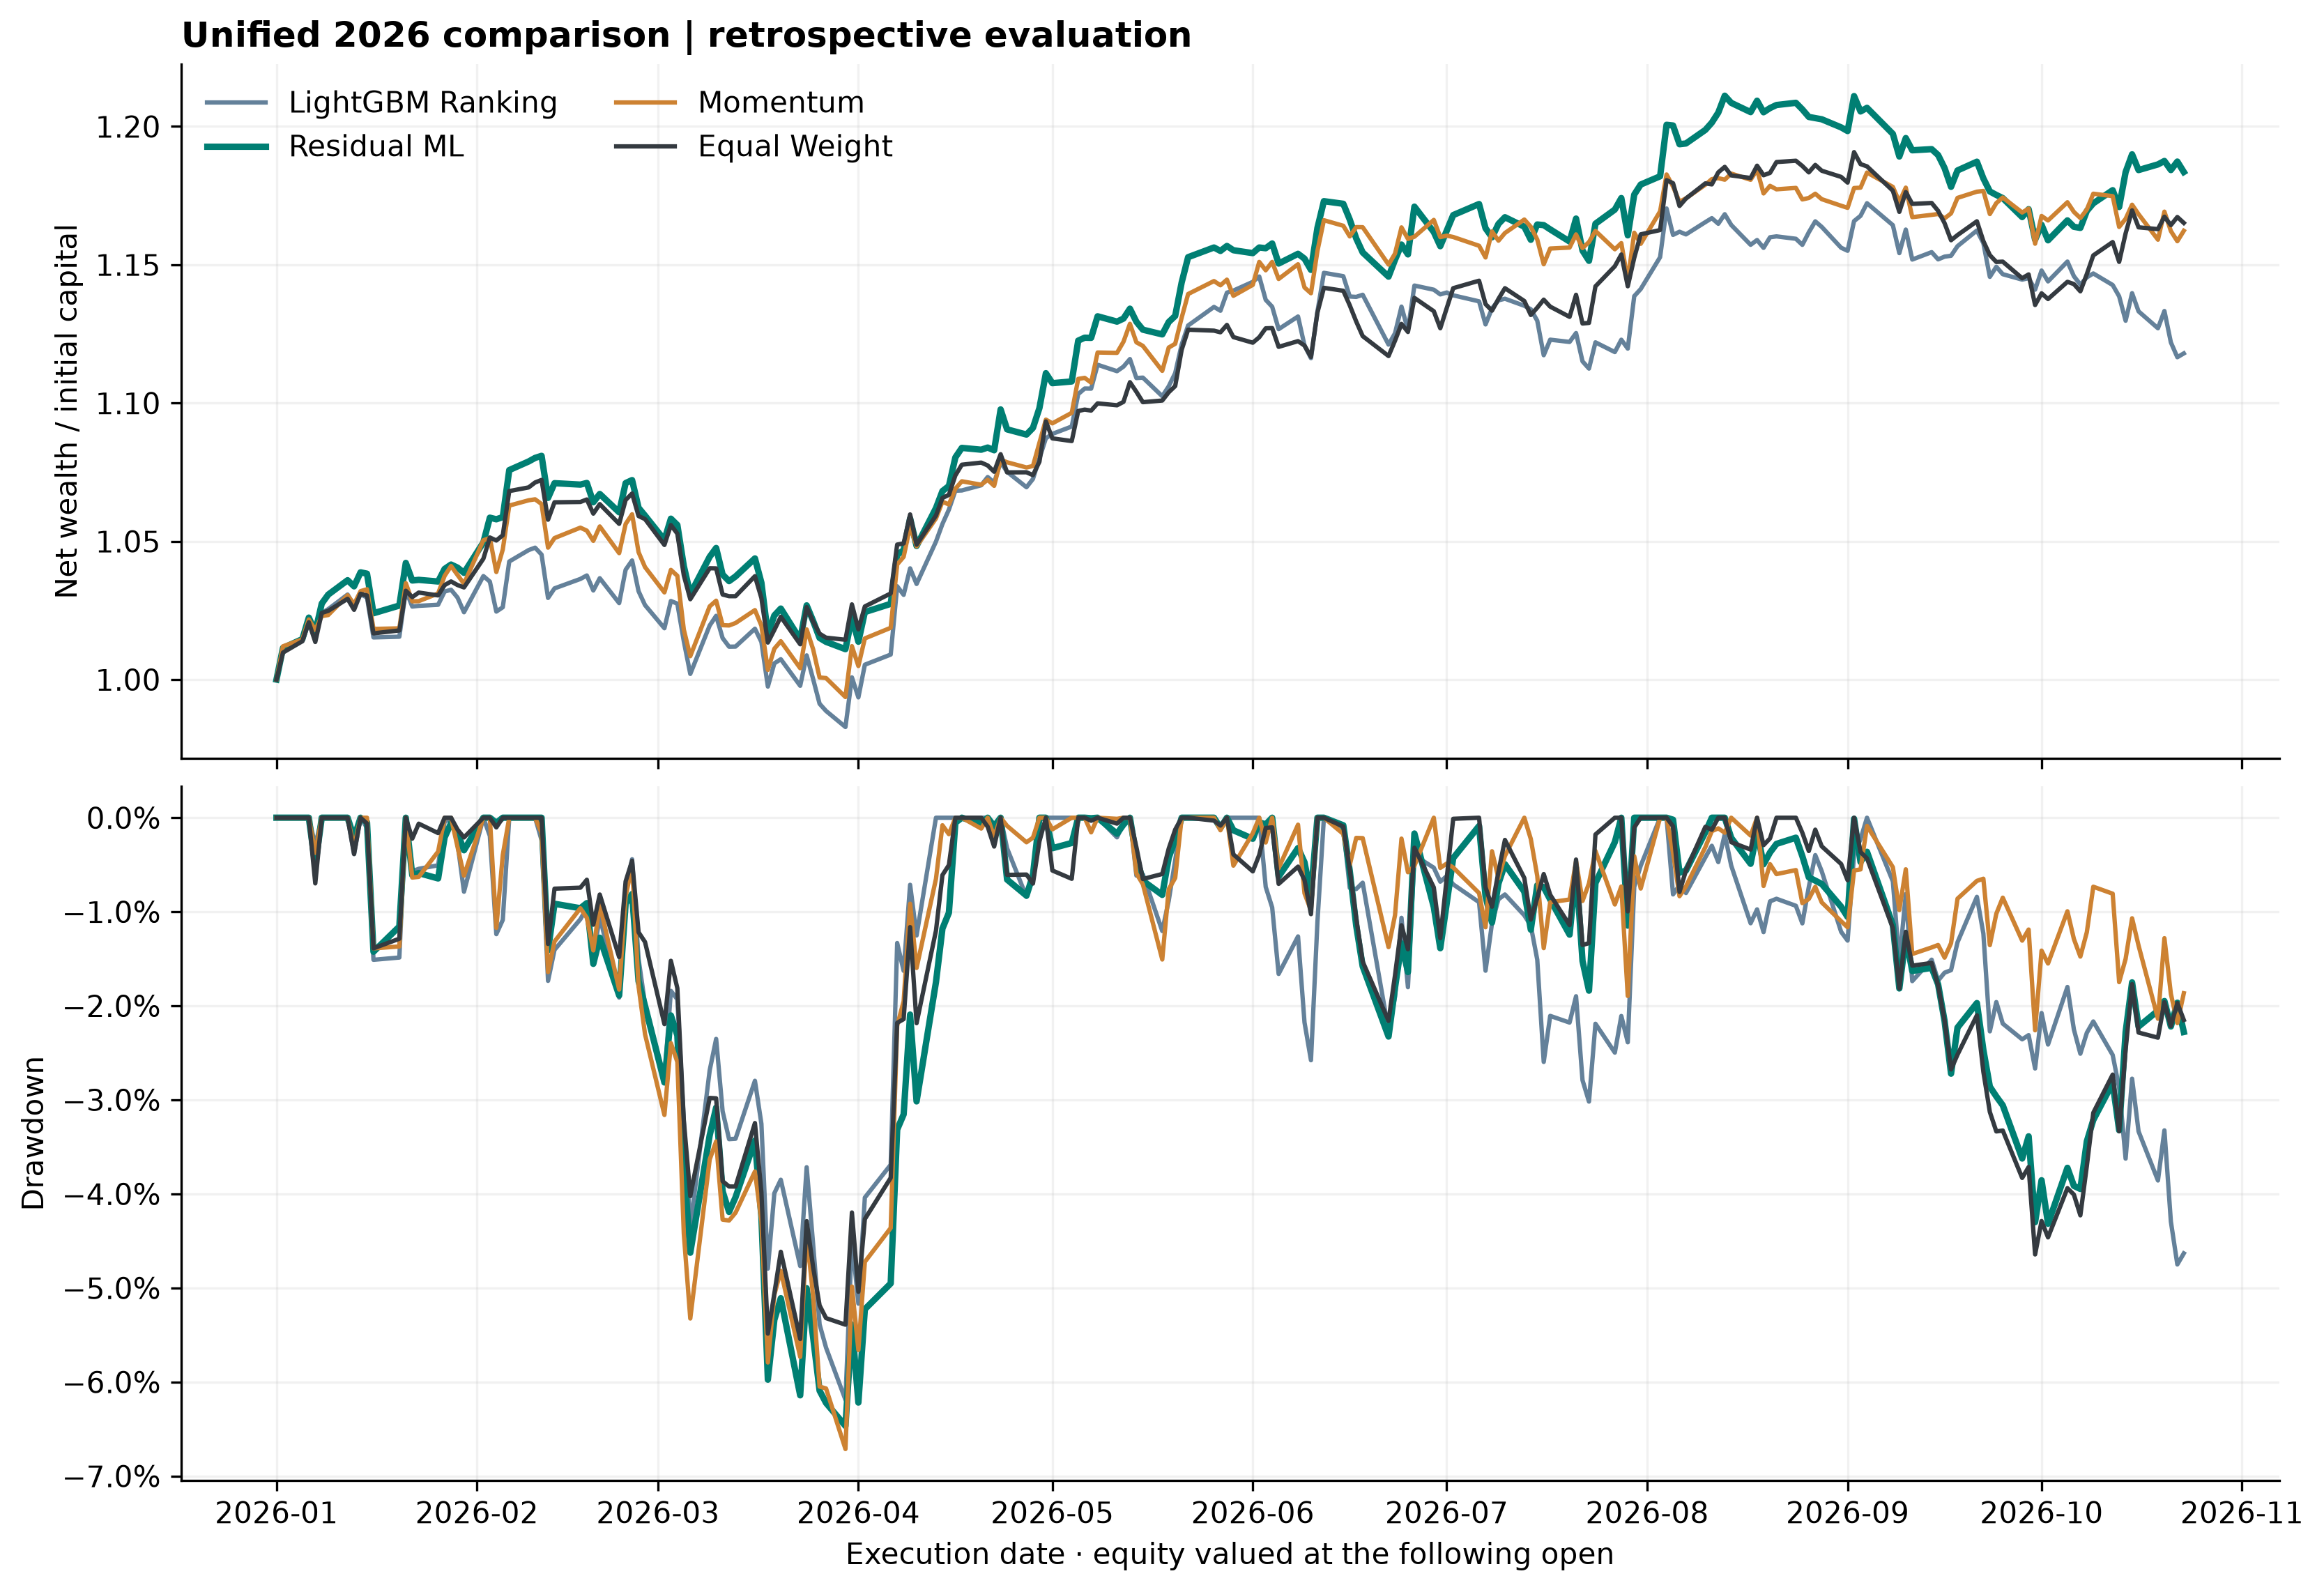 Unified 2026 comparison | retrospective evaluation
LightGBM Ranking
Residual ML
Momentum
Equal Weight
Net wealth / initial capital
1.20
1.15
1.10
1.05
1.00
Drawdown
0.0%
−1.0%
−2.0%
−3.0%
−4.0%
−5.0%
−6.0%
−7.0%
2026-01 2026-02 2026-03 2026-04 2026-05 2026-06 2026-07 2026-08 2026-09 2026-10 2026-11
Execution date · equity valued at the following open